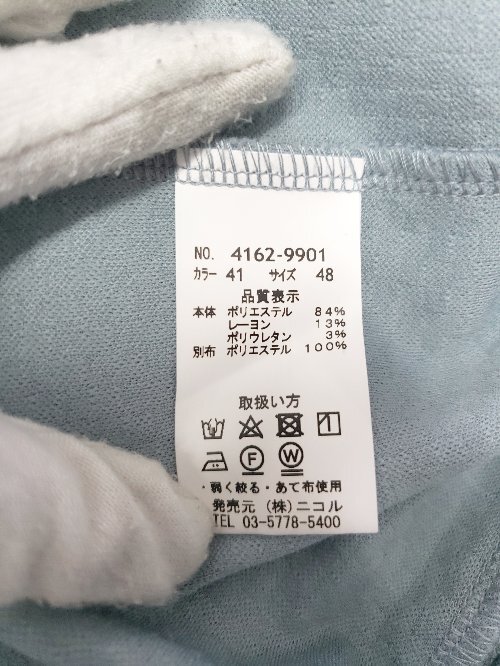 NO. 4162-9901
カラー 41 サイズ 48
品質表示
本体 ポリエステル 84%
レーヨン 13%
ポリウレタン 3%
別布 ポリエステル 100%
取扱い方
F W
・弱く絞る・あて布使用
発売元 (株)ニコル
TEL 03-5778-5400